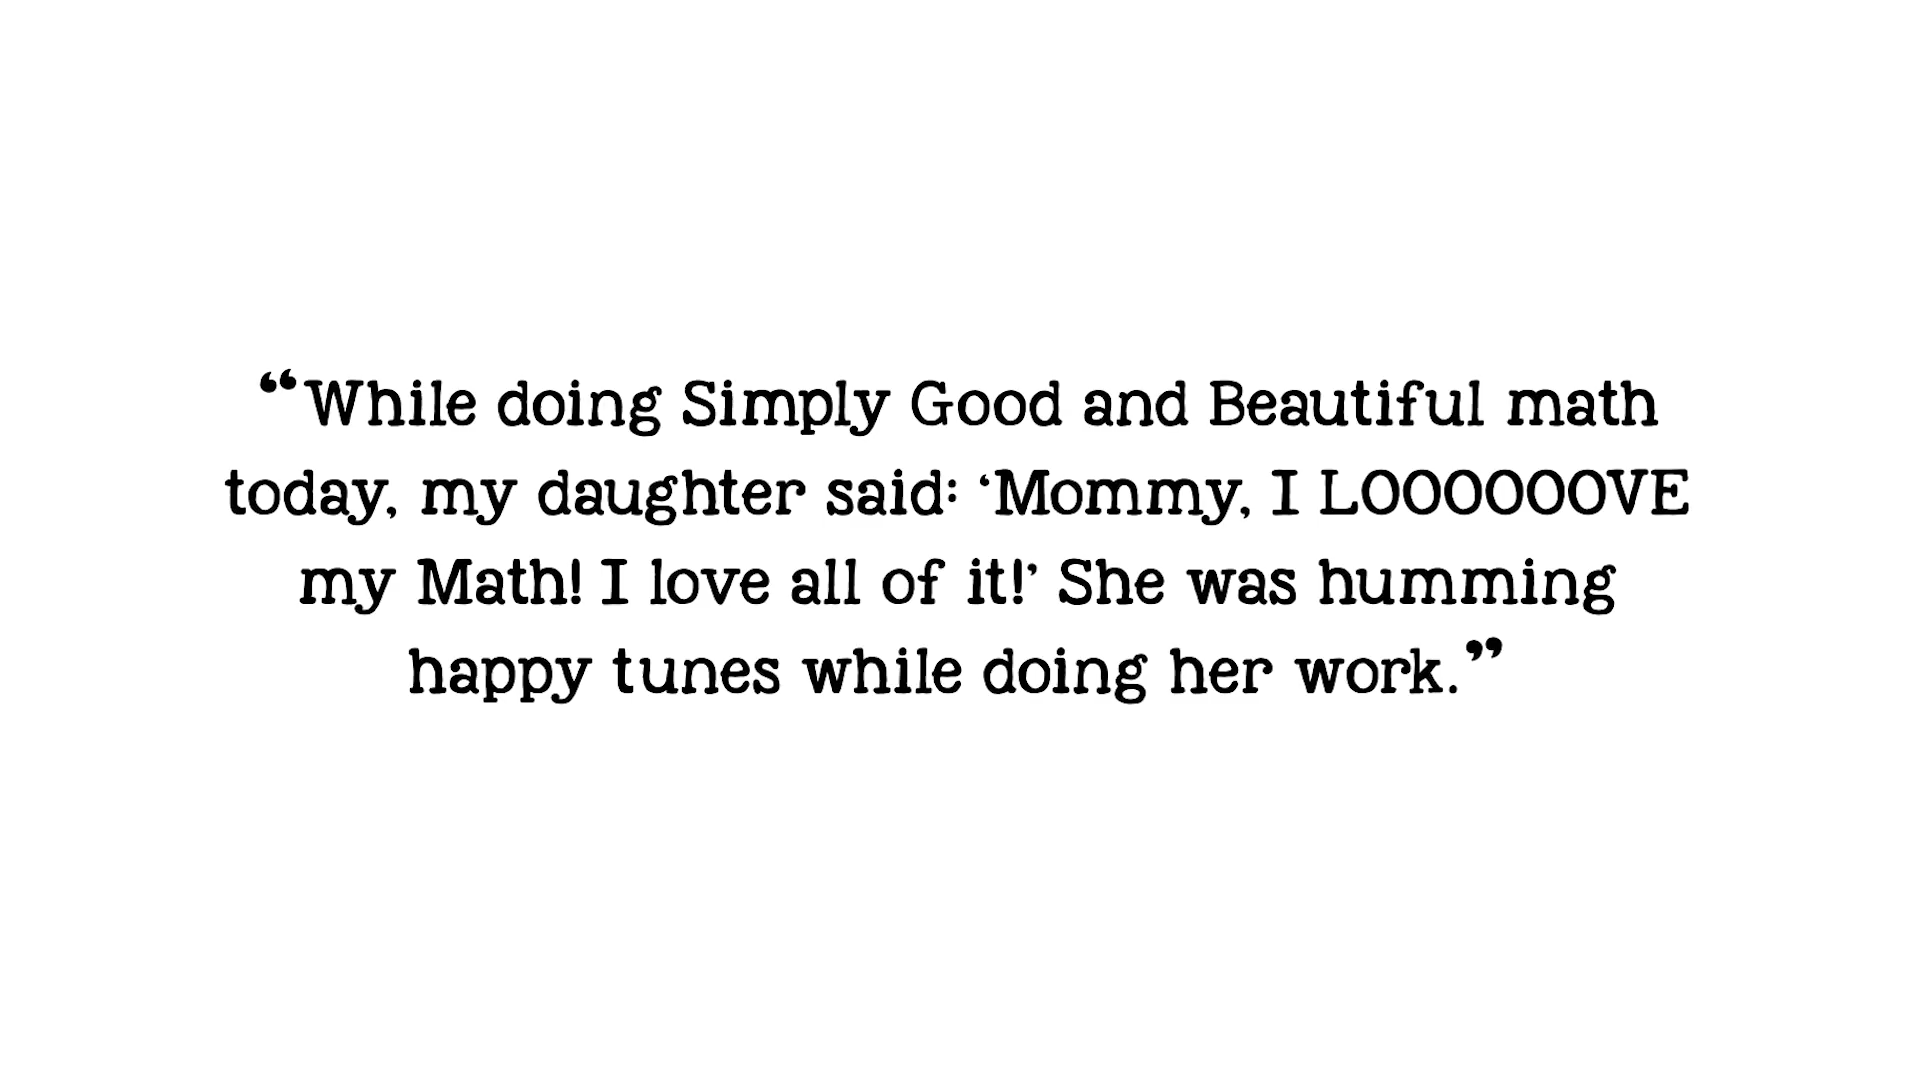 “While doing Simply Good and Beautiful math
today, my daughter said: ‘Mommy, I LOOOOOOVE
my Math! I love all of it!’ She was humming
happy tunes while doing her work.”